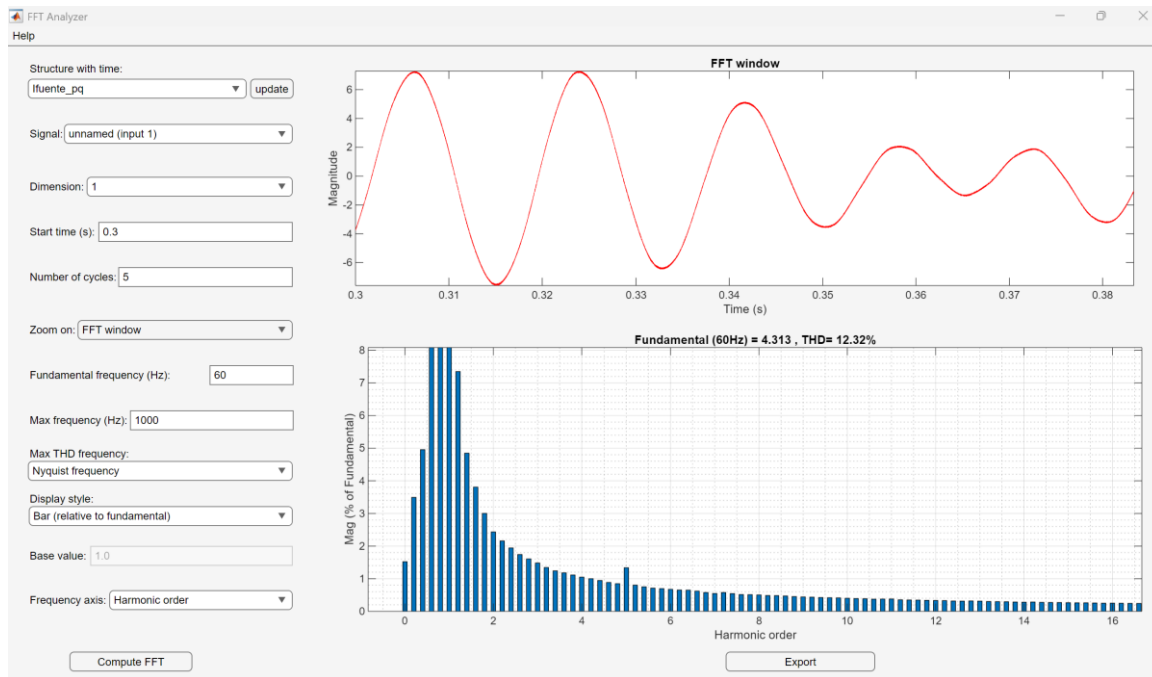 FFT Analyzer
Help
Structure with time:
Ifuente_pq
update
Signal: unnamed (input 1)
Dimension: 1
Start time (s): 0.3
Number of cycles: 5
Zoom on: FFT window
Fundamental frequency (Hz): 60
Max frequency (Hz): 1000
Max THD frequency:
Nyquist frequency
Display style:
Bar (relative to fundamental)
Base value: 1.0
Frequency axis: Harmonic order
Compute FFT
FFT window
Magnitude
6
4
2
0
-2
-4
-6
0.3 0.31 0.32 0.33 0.34 0.35 0.36 0.37 0.38
Time (s)
Fundamental (60Hz) = 4.313 , THD= 12.32%
Mag (% of Fundamental)
8
7
6
5
4
3
2
1
0
0 2 4 6 8 10 12 14 16
Harmonic order
Export